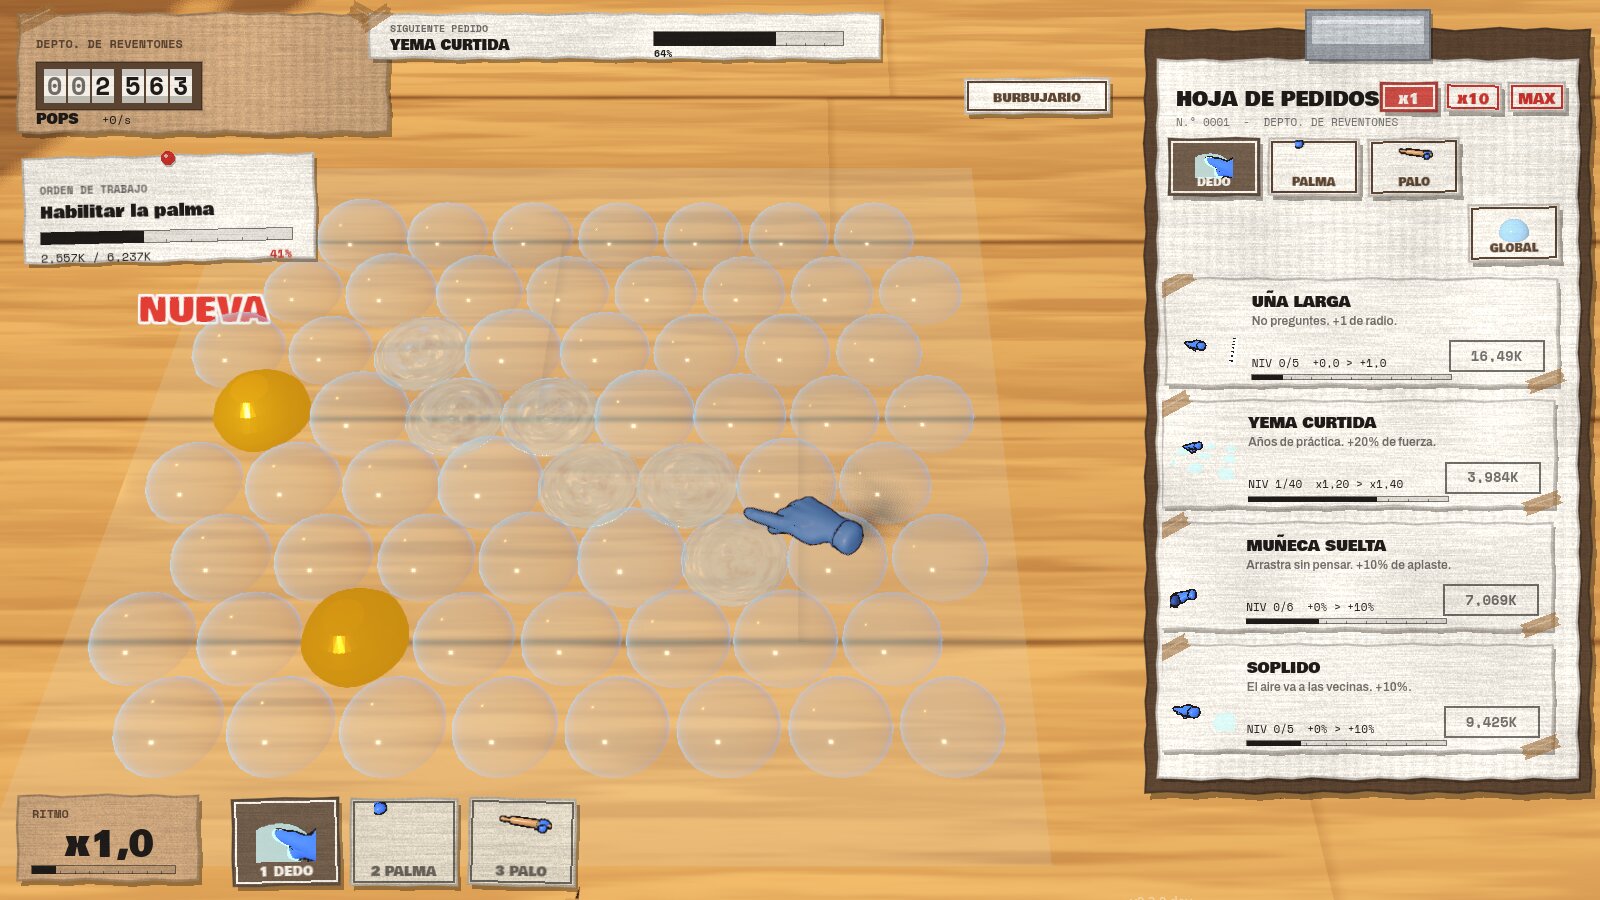 DEPTO. DE REVENTONES
002563
POPS +0/s
SIGUIENTE PEDIDO
YEMA CURTIDA
64%
BURBUJARIO
ORDEN DE TRABAJO
Habilitar la palma
2,557K / 6,237K
41%
NUEVA
HOJA DE PEDIDOS
x1 x10 MAX
N.° 0001 - DEPTO. DE REVENTONES
DEDO PALMA PALO
GLOBAL
UÑA LARGA
No preguntes. +1 de radio.
NIV 0/5 +0,0 > +1,0
16,49K
YEMA CURTIDA
Años de práctica. +20% de fuerza.
NIV 1/40 x1,20 > x1,40
3,984K
MUÑECA SUELTA
Arrastra sin pensar. +10% de aplaste.
NIV 0/6 +0% > +10%
7,069K
SOPLIDO
El aire va a las vecinas. +10%.
NIV 0/5 +0% > +10%
9,425K
RITMO
x1,0
1 DEDO
2 PALMA
3 PALO